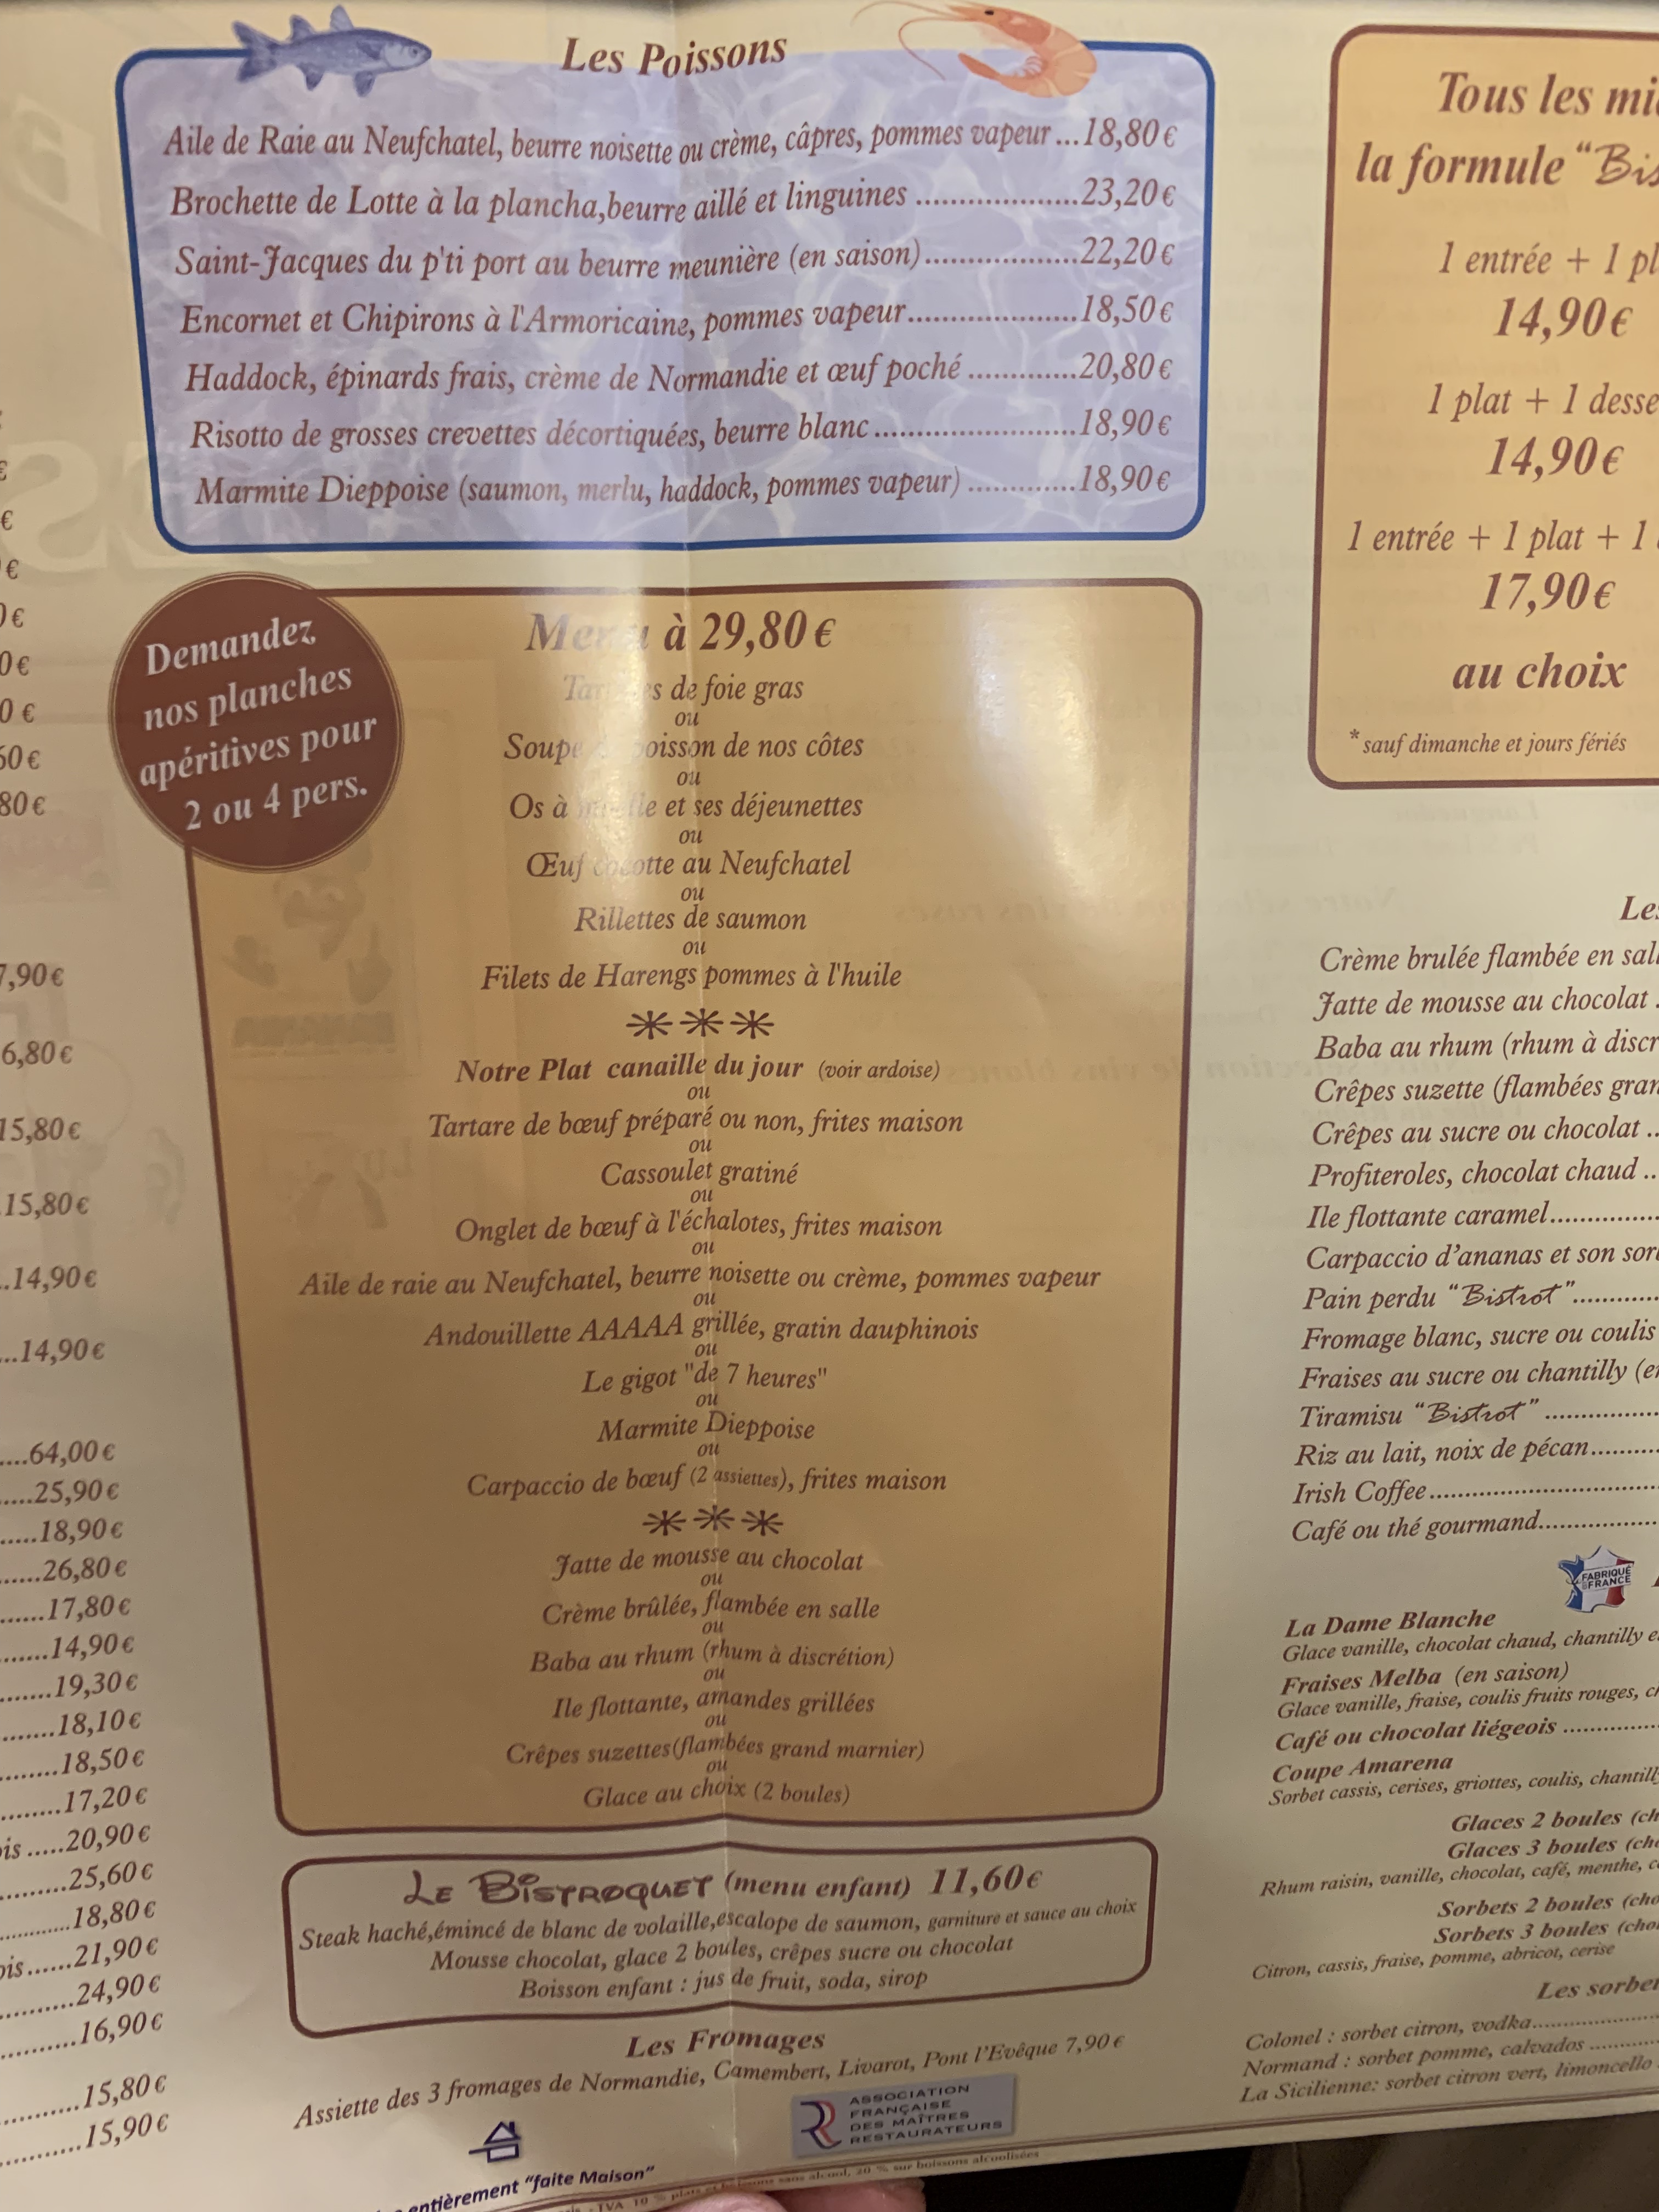 Les Poissons
Aile de Raie au Neufchatel, beurre noisette ou crème, câpres, pommes vapeur ...18,80 €
Brochette de Lotte à la plancha,beurre aillé et linguines ...................23,20 €
Saint-Jacques du p'ti port au beurre meunière (en saison)..................22,20 €
Encornet et Chipirons à l'Armoricaine, pommes vapeur....................18,50 €
Haddock, épinards frais, crème de Normandie et œuf poché .............20,80 €
Risotto de grosses crevettes décortiquées, beurre blanc ........................18,90 €
Marmite Dieppoise (saumon, merlu, haddock, pommes vapeur) .............18,90 €
Demandez
nos planches
apéritives pour
2 ou 4 pers.
à 29,80 €
de foie gras
ou
de nos côtes
ou
Os à et ses déjeunettes
ou
Œuf au Neufchatel
ou
Rillettes de saumon
ou
Filets de Harengs pommes à l'huile
***
Notre Plat canaille du jour (voir ardoise)
ou
Tartare de bœuf préparé ou non, frites maison
ou
Cassoulet gratiné
ou
Onglet de bœuf à l'échalotes, frites maison
ou
Aile de raie au Neufchatel, beurre noisette ou crème, pommes vapeur
ou
Andouillette AAAAA grillée, gratin dauphinois
ou
Le gigot "de 7 heures"
ou
Marmite Dieppoise
ou
Carpaccio de bœuf (2 assiettes), frites maison
***
Jatte de mousse au chocolat
ou
Crème brûlée, flambée en salle
ou
Baba au rhum (rhum à discrétion)
ou
Ile flottante, amandes grillées
ou
Crêpes suzettes(flambées grand marnier)
ou
Glace au choix (2 boules)
LE BISTROQUET (menu enfant) 11,60 €
Steak haché,émincé de blanc de volaille,escalope de saumon, garniture et sauce au choix
Mousse chocolat, glace 2 boules, crêpes sucre ou chocolat
Boisson enfant : jus de fruit, soda, sirop
Les Fromages
Assiette des 3 fromages de Normandie, Camembert, Livarot, Pont l'Evêque 7,90 €
ASSOCIATION
FRANÇAISE
DES MAÎTRES
RESTAURATEURS
entièrement "faite Maison"
TVA 10 % sans alcool, 20 % sur boissons alcoolisées
Tous les
la formule
1 entrée + 1
14,90 €
1 plat + 1
14,90 €
1 entrée + 1 plat + 1
17,90 €
au choix
*sauf dimanche et jours fériés
Crème brulée flambée en
Jatte de mousse au chocolat
Baba au rhum (rhum à
Crêpes suzette (flambées
Crêpes au sucre ou chocolat ..
Profiteroles, chocolat chaud ..
Ile flottante caramel..............
Carpaccio d'ananas et son
Pain perdu "Bistrot"...........
Fromage blanc, sucre ou coulis
Fraises au sucre ou chantilly
Tiramisu "Bistrot" ..............
Riz au lait, noix de pécan.........
Irish Coffee..............................
Café ou thé gourmand...............
FABRIQUÉ
EN FRANCE
La Dame Blanche
Glace vanille, chocolat chaud, chantilly
Fraises Melba (en saison)
Glace vanille, fraise, coulis fruits rouges,
Café ou chocolat liégeois ............
Coupe Amarena
Sorbet cassis, cerises, griottes, coulis,
Glaces 2 boules
Glaces 3 boules
Rhum raisin, vanille, chocolat, café, menthe,
Sorbets 2 boules
Sorbets 3 boules
Citron, cassis, fraise, pomme, abricot, cerise
Les
Colonel : sorbet citron, vodka..................
Normand : sorbet pomme, calvados ...........
La Sicilienne: sorbet citron vert, limoncello
7,90 €
6,80 €
15,80 €
15,80 €
14,90 €
14,90 €
64,00 €
25,90 €
18,90 €
26,80 €
17,80 €
14,90 €
19,30 €
18,10 €
18,50 €
17,20 €
20,90 €
25,60 €
18,80 €
21,90 €
24,90 €
16,90 €
15,80 €
15,90 €